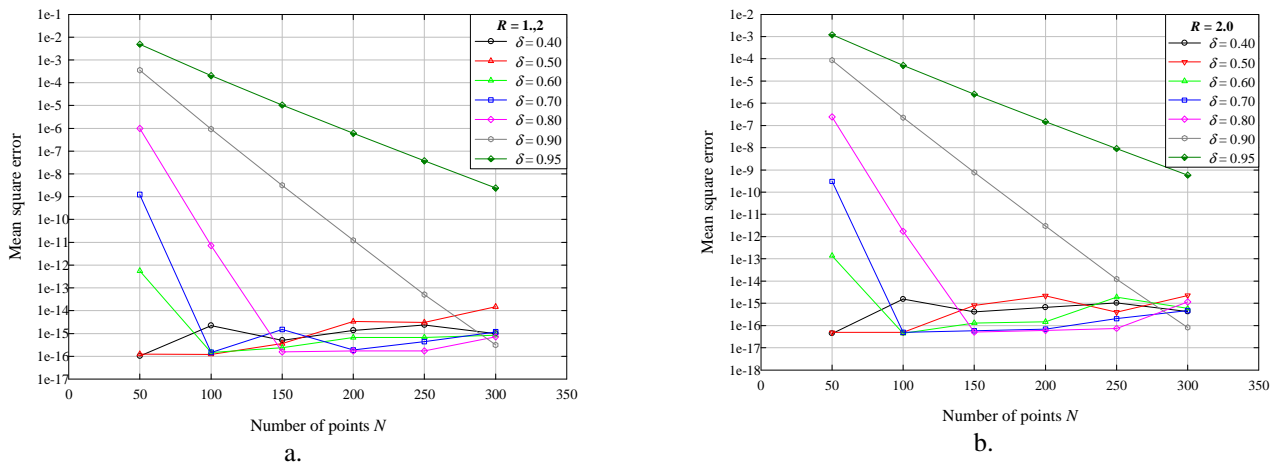 1e-1
1e-2
1e-3
1e-4
1e-5
1e-6
1e-7
1e-8
1e-9
1e-10
1e-11
1e-12
1e-13
1e-14
1e-15
1e-16
1e-17
Mean square error
0 50 100 150 200 250 300 350
Number of points N
R = 1.,2
δ = 0.40
δ = 0.50
δ = 0.60
δ = 0.70
δ = 0.80
δ = 0.90
δ = 0.95
a.
1e-1
1e-2
1e-3
1e-4
1e-5
1e-6
1e-7
1e-8
1e-9
1e-10
1e-11
1e-12
1e-13
1e-14
1e-15
1e-16
1e-17
1e-18
Mean square error
0 50 100 150 200 250 300 350
Number of points N
R = 2.0
δ = 0.40
δ = 0.50
δ = 0.60
δ = 0.70
δ = 0.80
δ = 0.90
δ = 0.95
b.